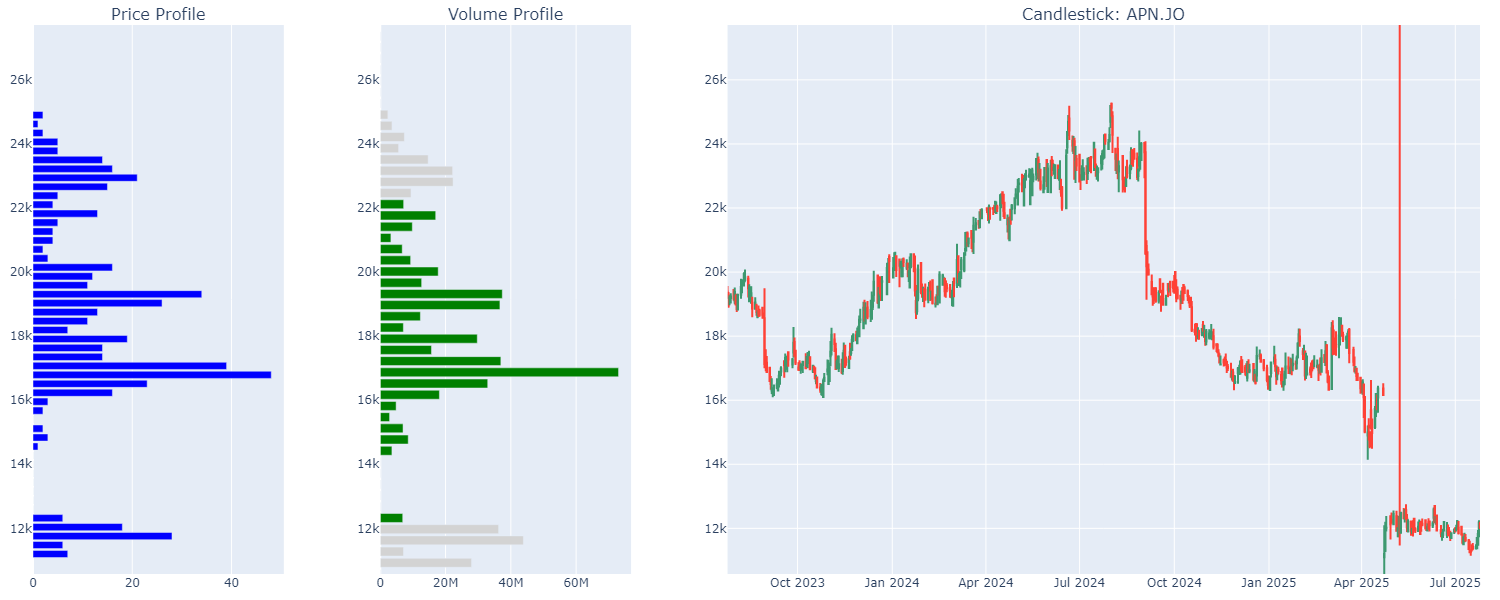 Price Profile
Volume Profile
Candlestick: APN.JO
26k
24k
22k
20k
18k
16k
14k
12k
0
20
40
26k
24k
22k
20k
18k
16k
14k
12k
0
20M
40M
60M
26k
24k
22k
20k
18k
16k
14k
12k
Oct 2023
Jan 2024
Apr 2024
Jul 2024
Oct 2024
Jan 2025
Apr 2025
Jul 2025